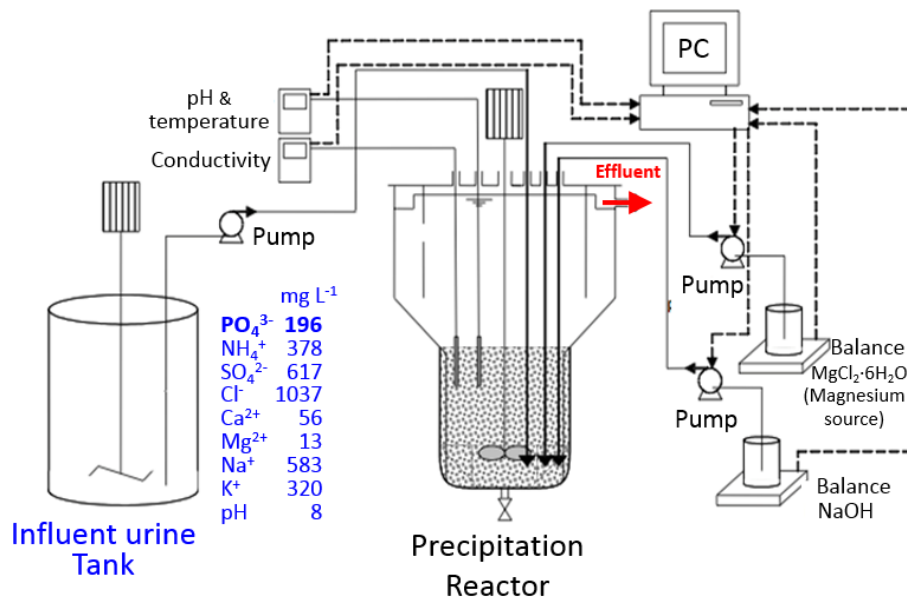 PC
pH &
temperature
Conductivity
Effluent
Pump
Pump
mg L⁻¹
PO₄³⁻ 196
NH₄⁺ 378
SO₄²⁻ 617
Cl⁻ 1037
Ca²⁺ 56
Mg²⁺ 13
Na⁺ 583
K⁺ 320
pH 8
Balance
MgCl₂·6H₂O
(Magnesium
source)
Pump
Balance
NaOH
Influent urine
Tank
Precipitation
Reactor